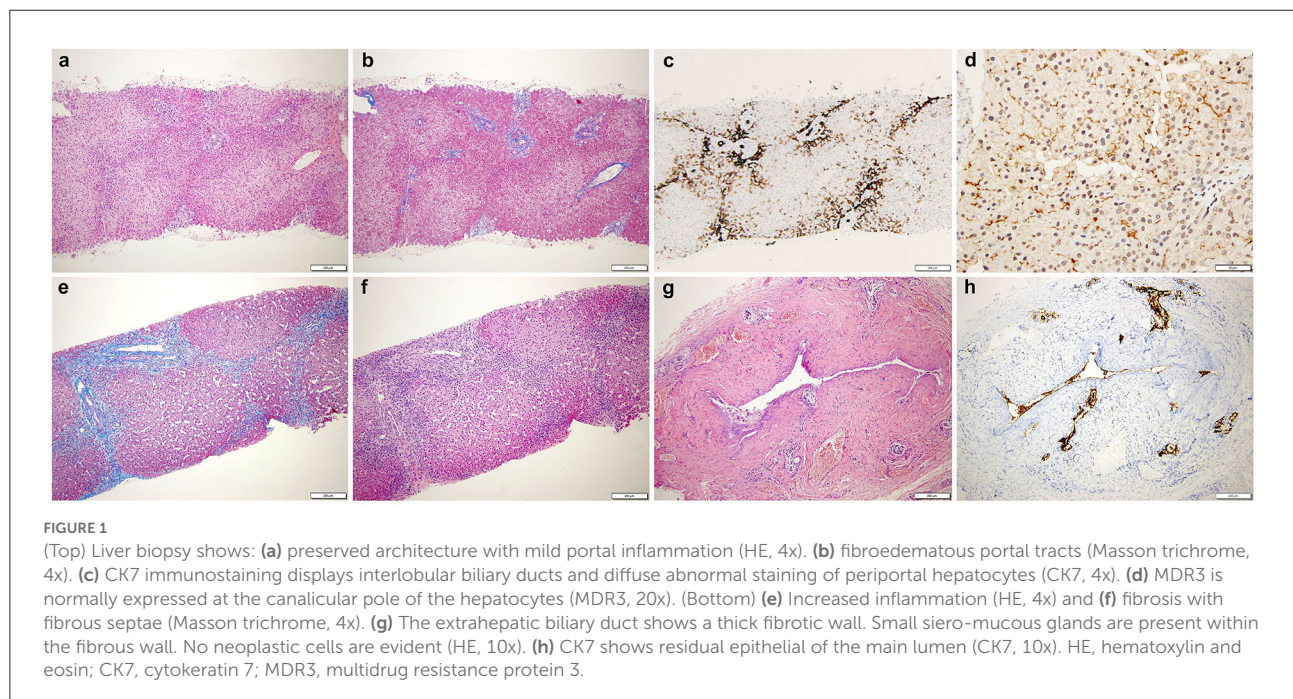 a
b
c
d
e
f
g
h
FIGURE 1
(Top) Liver biopsy shows: (a) preserved architecture with mild portal inflammation (HE, 4x). (b) fibroedematous portal tracts (Masson trichrome,
4x). (c) CK7 immunostaining displays interlobular biliary ducts and diffuse abnormal staining of periportal hepatocytes (CK7, 4x). (d) MDR3 is
normally expressed at the canalicular pole of the hepatocytes (MDR3, 20x). (Bottom) (e) Increased inflammation (HE, 4x) and (f) fibrosis with
fibrous septae (Masson trichrome, 4x). (g) The extrahepatic biliary duct shows a thick fibrotic wall. Small siero-mucous glands are present within
the fibrous wall. No neoplastic cells are evident (HE, 10x). (h) CK7 shows residual epithelial of the main lumen (CK7, 10x). HE, hematoxylin and
eosin; CK7, cytokeratin 7; MDR3, multidrug resistance protein 3.